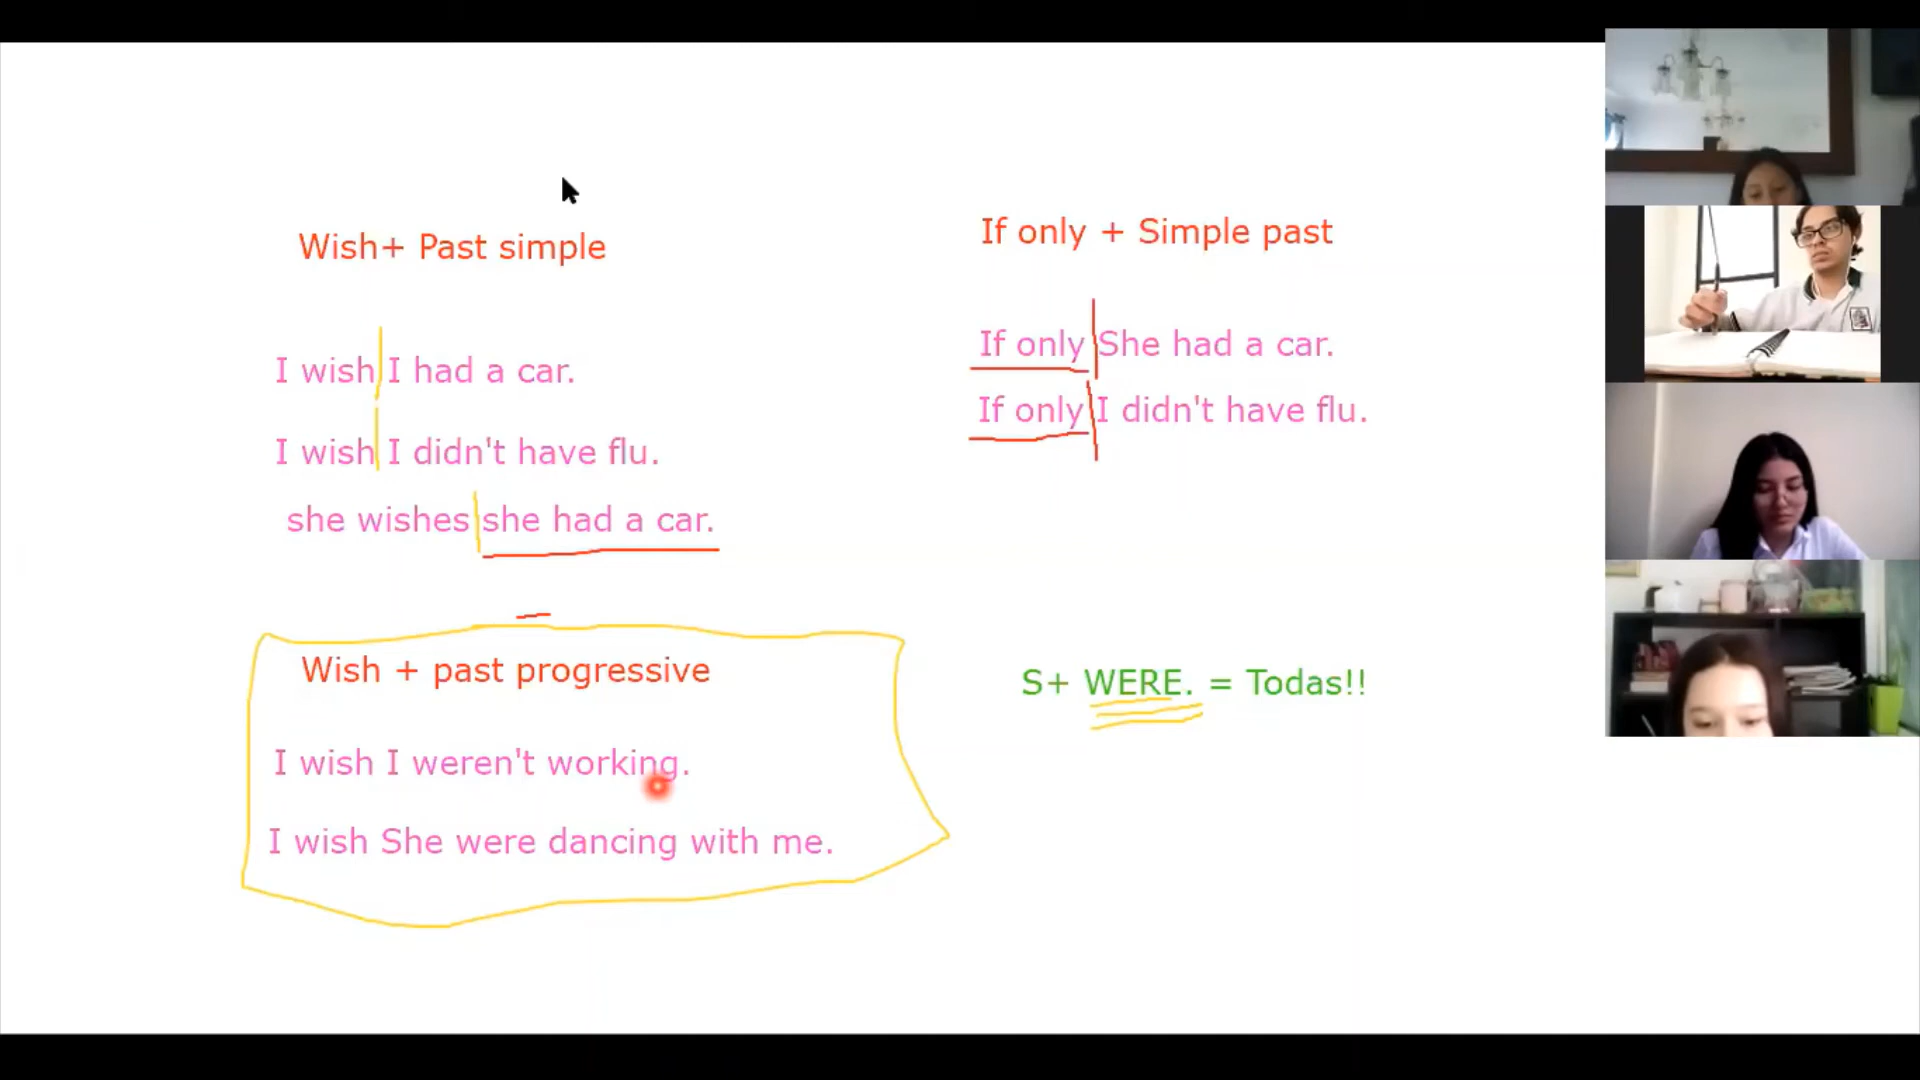 Wish+ Past simple
I wish I had a car.
I wish I didn't have flu.
she wishes she had a car.
If only + Simple past
If only She had a car.
If only I didn't have flu.
Wish + past progressive
I wish I weren't working.
I wish She were dancing with me.
S+ WERE. = Todas!!